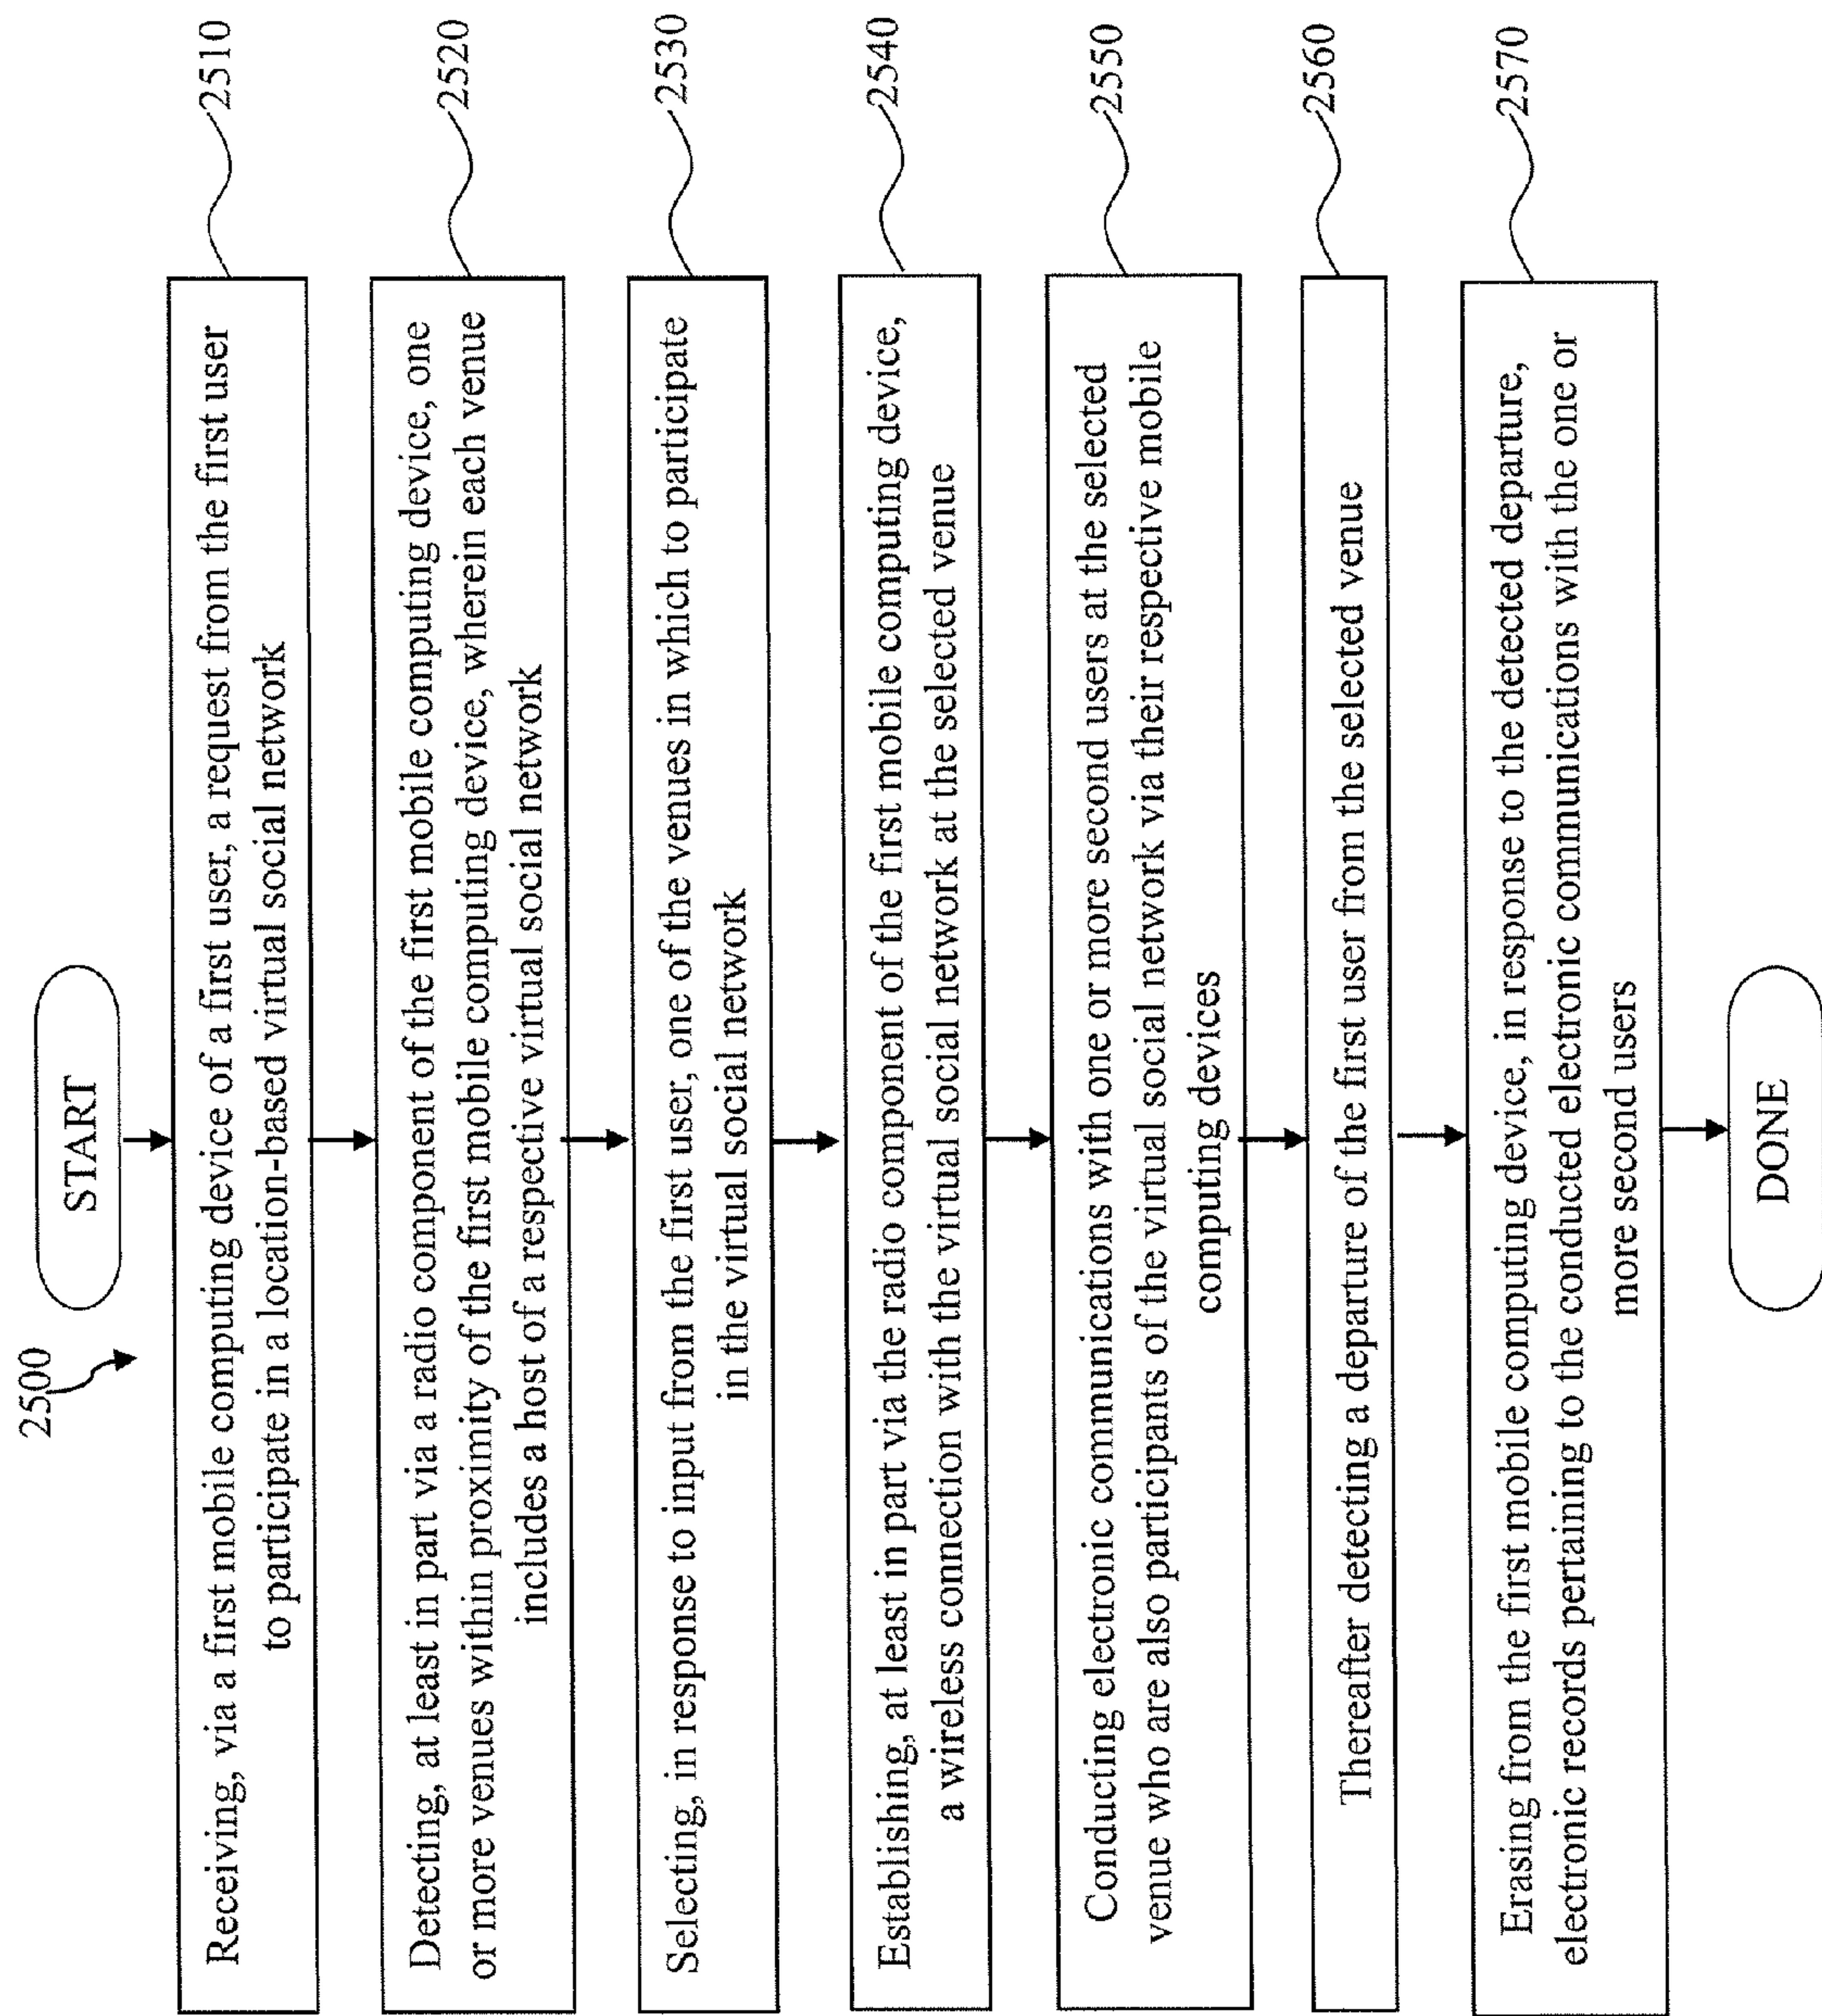 2500
START
Receiving, via a first mobile computing device of a first user, a request from the first user
to participate in a location-based virtual social network
2510
Detecting, at least in part via a radio component of the first mobile computing device, one
or more venues within proximity of the first mobile computing device, wherein each venue
includes a host of a respective virtual social network
2520
Selecting, in response to input from the first user, one of the venues in which to participate
in the virtual social network
2530
Establishing, at least in part via the radio component of the first mobile computing device,
a wireless connection with the virtual social network at the selected venue
2540
Conducting electronic communications with one or more second users at the selected
venue who are also participants of the virtual social network via their respective mobile
computing devices
2550
Thereafter detecting a departure of the first user from the selected venue
2560
Erasing from the first mobile computing device, in response to the detected departure,
electronic records pertaining to the conducted electronic communications with the one or
more second users
2570
DONE